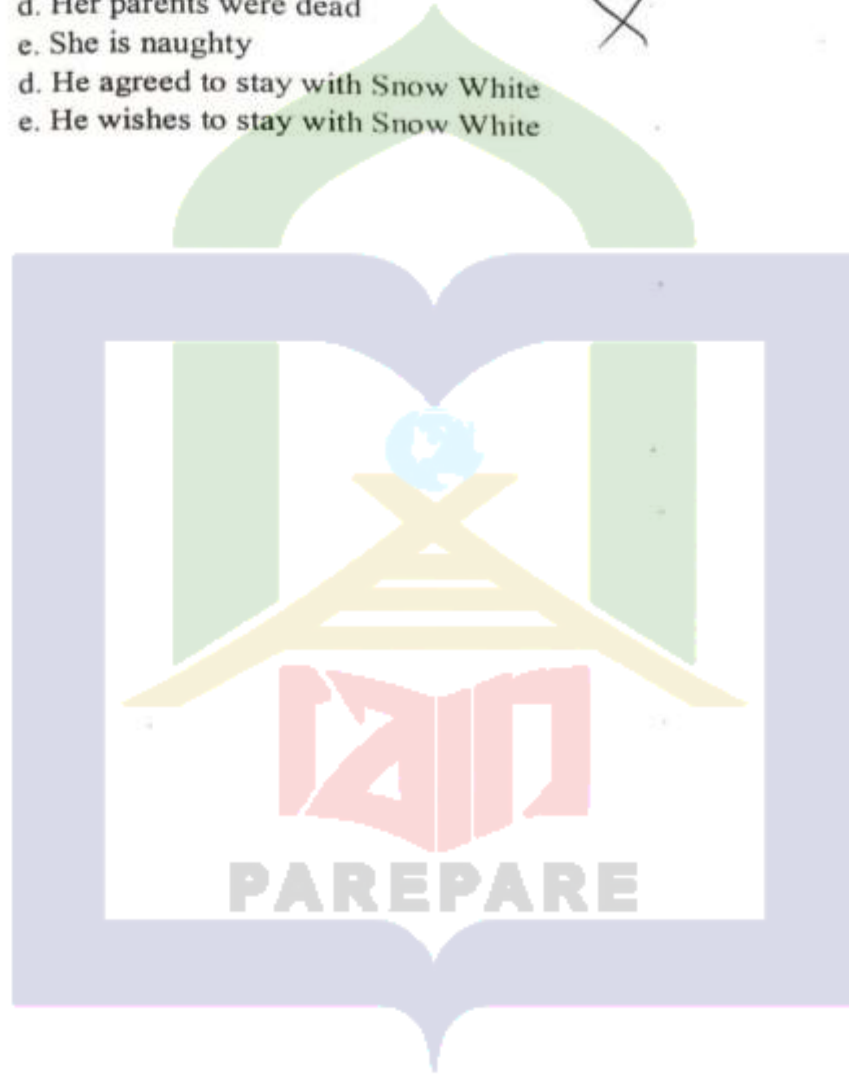 d. Her parents were dead
e. She is naughty
d. He agreed to stay with Snow White
e. He wishes to stay with Snow White
iain
PAREPARE